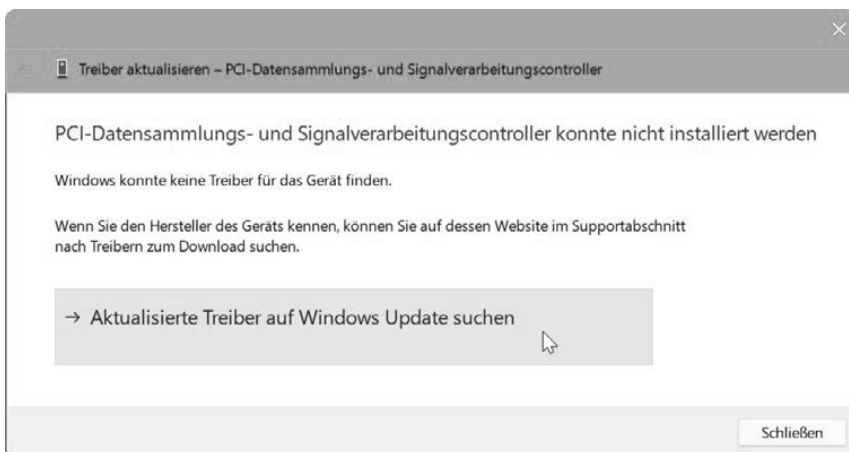 Treiber aktualisieren – PCI-Datensammlungs- und Signalverarbeitungscontroller
PCI-Datensammlungs- und Signalverarbeitungscontroller konnte nicht installiert werden
Windows konnte keine Treiber für das Gerät finden.
Wenn Sie den Hersteller des Geräts kennen, können Sie auf dessen Website im Supportabschnitt
nach Treibern zum Download suchen.
→ Aktualisierte Treiber auf Windows Update suchen
Schließen